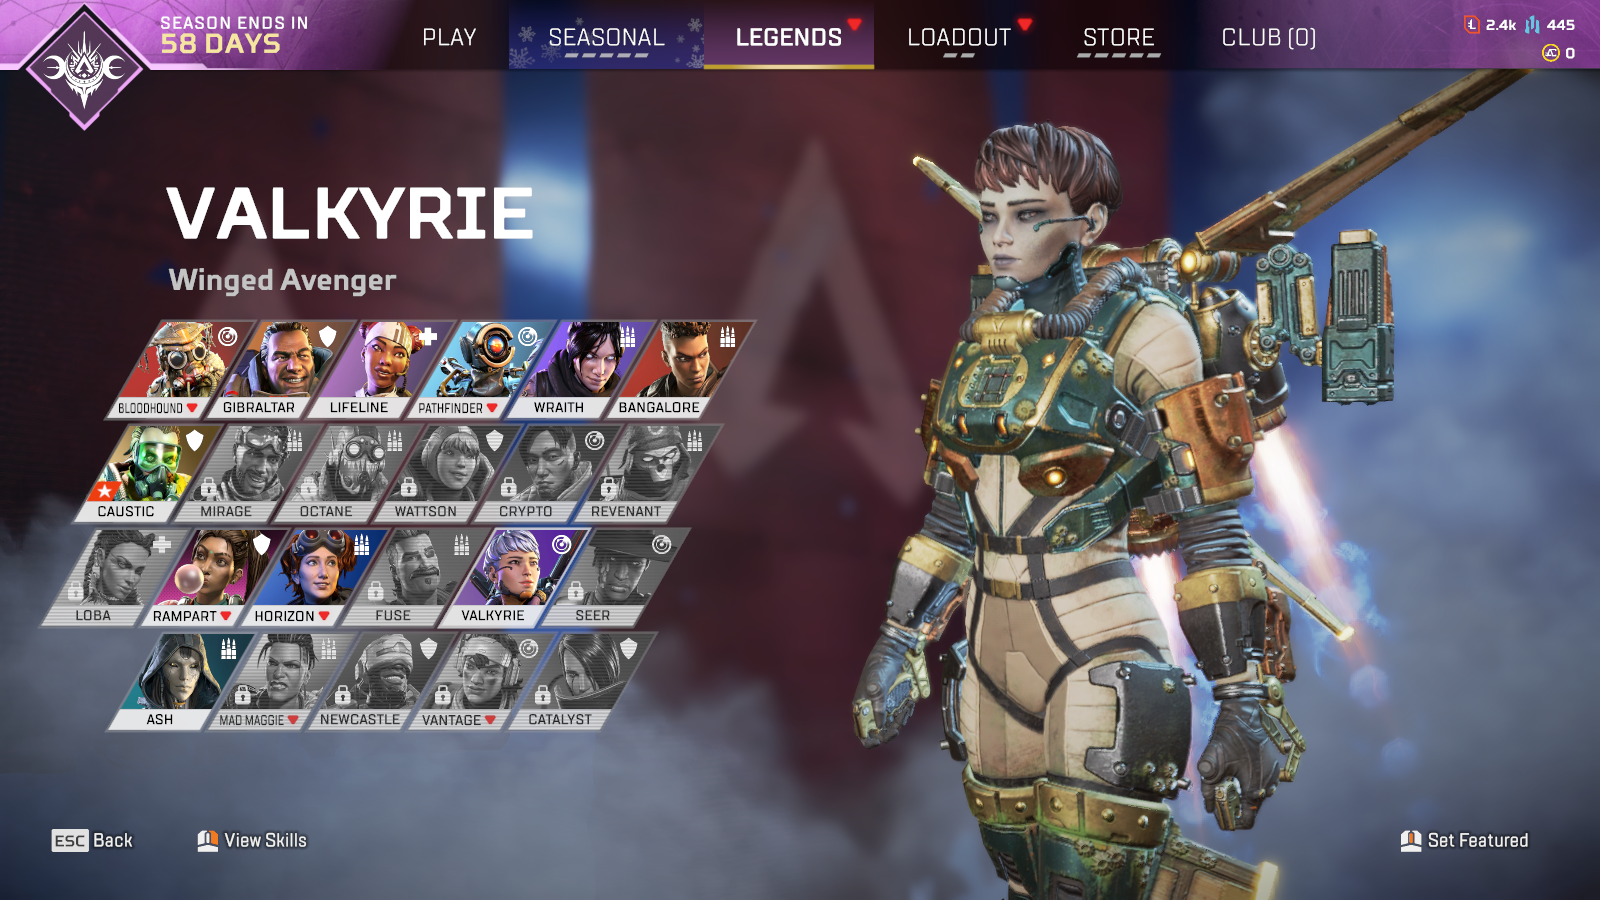 SEASON ENDS IN
58 DAYS
PLAY
SEASONAL
LEGENDS
LOADOUT
STORE
CLUB (0)
2.4k 445
0
VALKYRIE
Winged Avenger
BLOODHOUND GIBRALTAR LIFELINE PATHFINDER WRAITH BANGALORE
CAUSTIC MIRAGE OCTANE WATTSON CRYPTO REVENANT
LOBA RAMPART HORIZON FUSE VALKYRIE SEER
ASH MAD MAGGIE NEWCASTLE VANTAGE CATALYST
ESC Back
View Skills
Set Featured